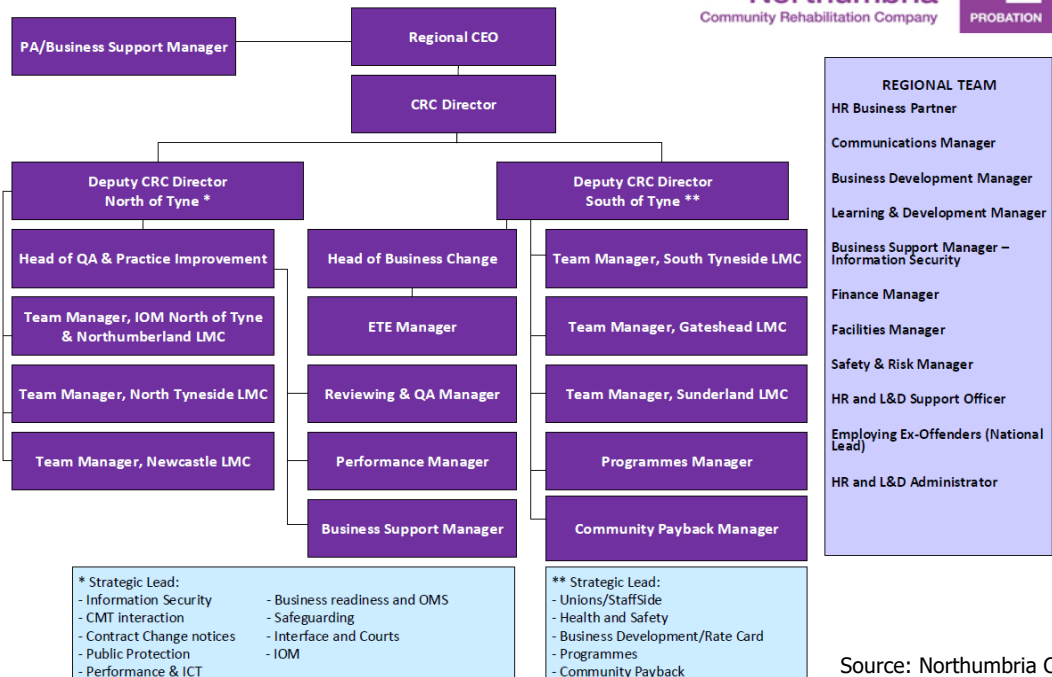 Community Rehabilitation Company
PROBATION
PA/Business Support Manager
Regional CEO
CRC Director
Deputy CRC Director
North of Tyne *
Deputy CRC Director
South of Tyne **
Head of QA & Practice Improvement
Team Manager, IOM North of Tyne
& Northumberland LMC
Team Manager, North Tyneside LMC
Team Manager, Newcastle LMC
Head of Business Change
ETE Manager
Reviewing & QA Manager
Performance Manager
Business Support Manager
Team Manager, South Tyneside LMC
Team Manager, Gateshead LMC
Team Manager, Sunderland LMC
Programmes Manager
Community Payback Manager
REGIONAL TEAM
HR Business Partner
Communications Manager
Business Development Manager
Learning & Development Manager
Business Support Manager –
Information Security
Finance Manager
Facilities Manager
Safety & Risk Manager
HR and L&D Support Officer
Employing Ex-Offenders (National
Lead)
HR and L&D Administrator
* Strategic Lead:
- Information Security
- CMT interaction
- Contract Change notices
- Public Protection
- Performance & ICT
- Business readiness and OMS
- Safeguarding
- Interface and Courts
- IOM
** Strategic Lead:
- Unions/StaffSide
- Health and Safety
- Business Development/Rate Card
- Programmes
- Community Payback
Source: Northumbria C